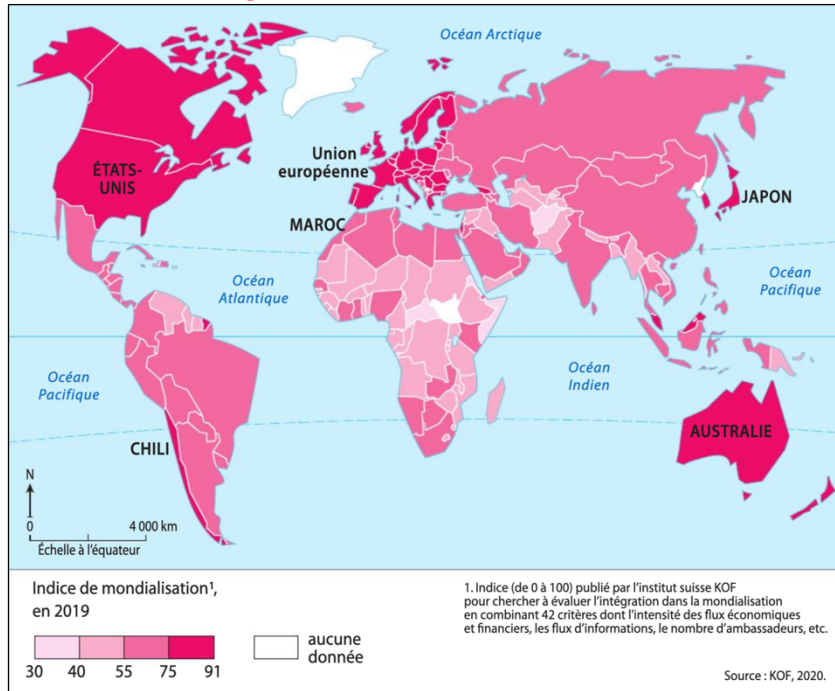 Océan Arctique
Union
européenne
ÉTATS-
UNIS
JAPON
MAROC
Océan
Atlantique
Océan
Pacifique
Océan
Pacifique
Océan
Indien
CHILI
AUSTRALIE
N
0
4 000 km
Échelle à l'équateur
Indice de mondialisation¹,
en 2019
30 40 55 75 91
aucune
donnée
1. Indice (de 0 à 100) publié par l'institut suisse KOF
pour chercher à évaluer l'intégration dans la mondialisation
en combinant 42 critères dont l'intensité des flux économiques
et financiers, les flux d'informations, le nombre d'ambassadeurs, etc.
Source : KOF, 2020.